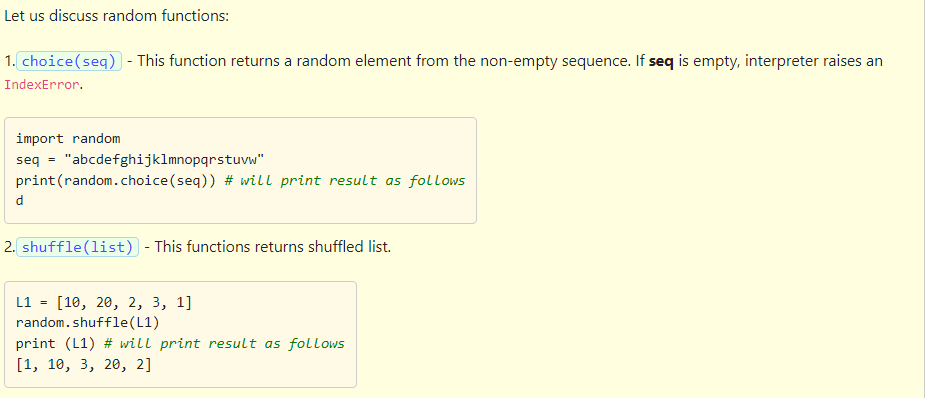 Let us discuss random functions:
1. choice(seq) - This function returns a random element from the non-empty sequence. If seq is empty, interpreter raises an
IndexError.
import random
seq = "abcdefghijklmnopqrstuvw"
print(random.choice(seq)) # will print result as follows
d
2. shuffle(list) - This functions returns shuffled list.
L1 = [10, 20, 2, 3, 1]
random.shuffle(L1)
print (L1) # will print result as follows
[1, 10, 3, 20, 2]